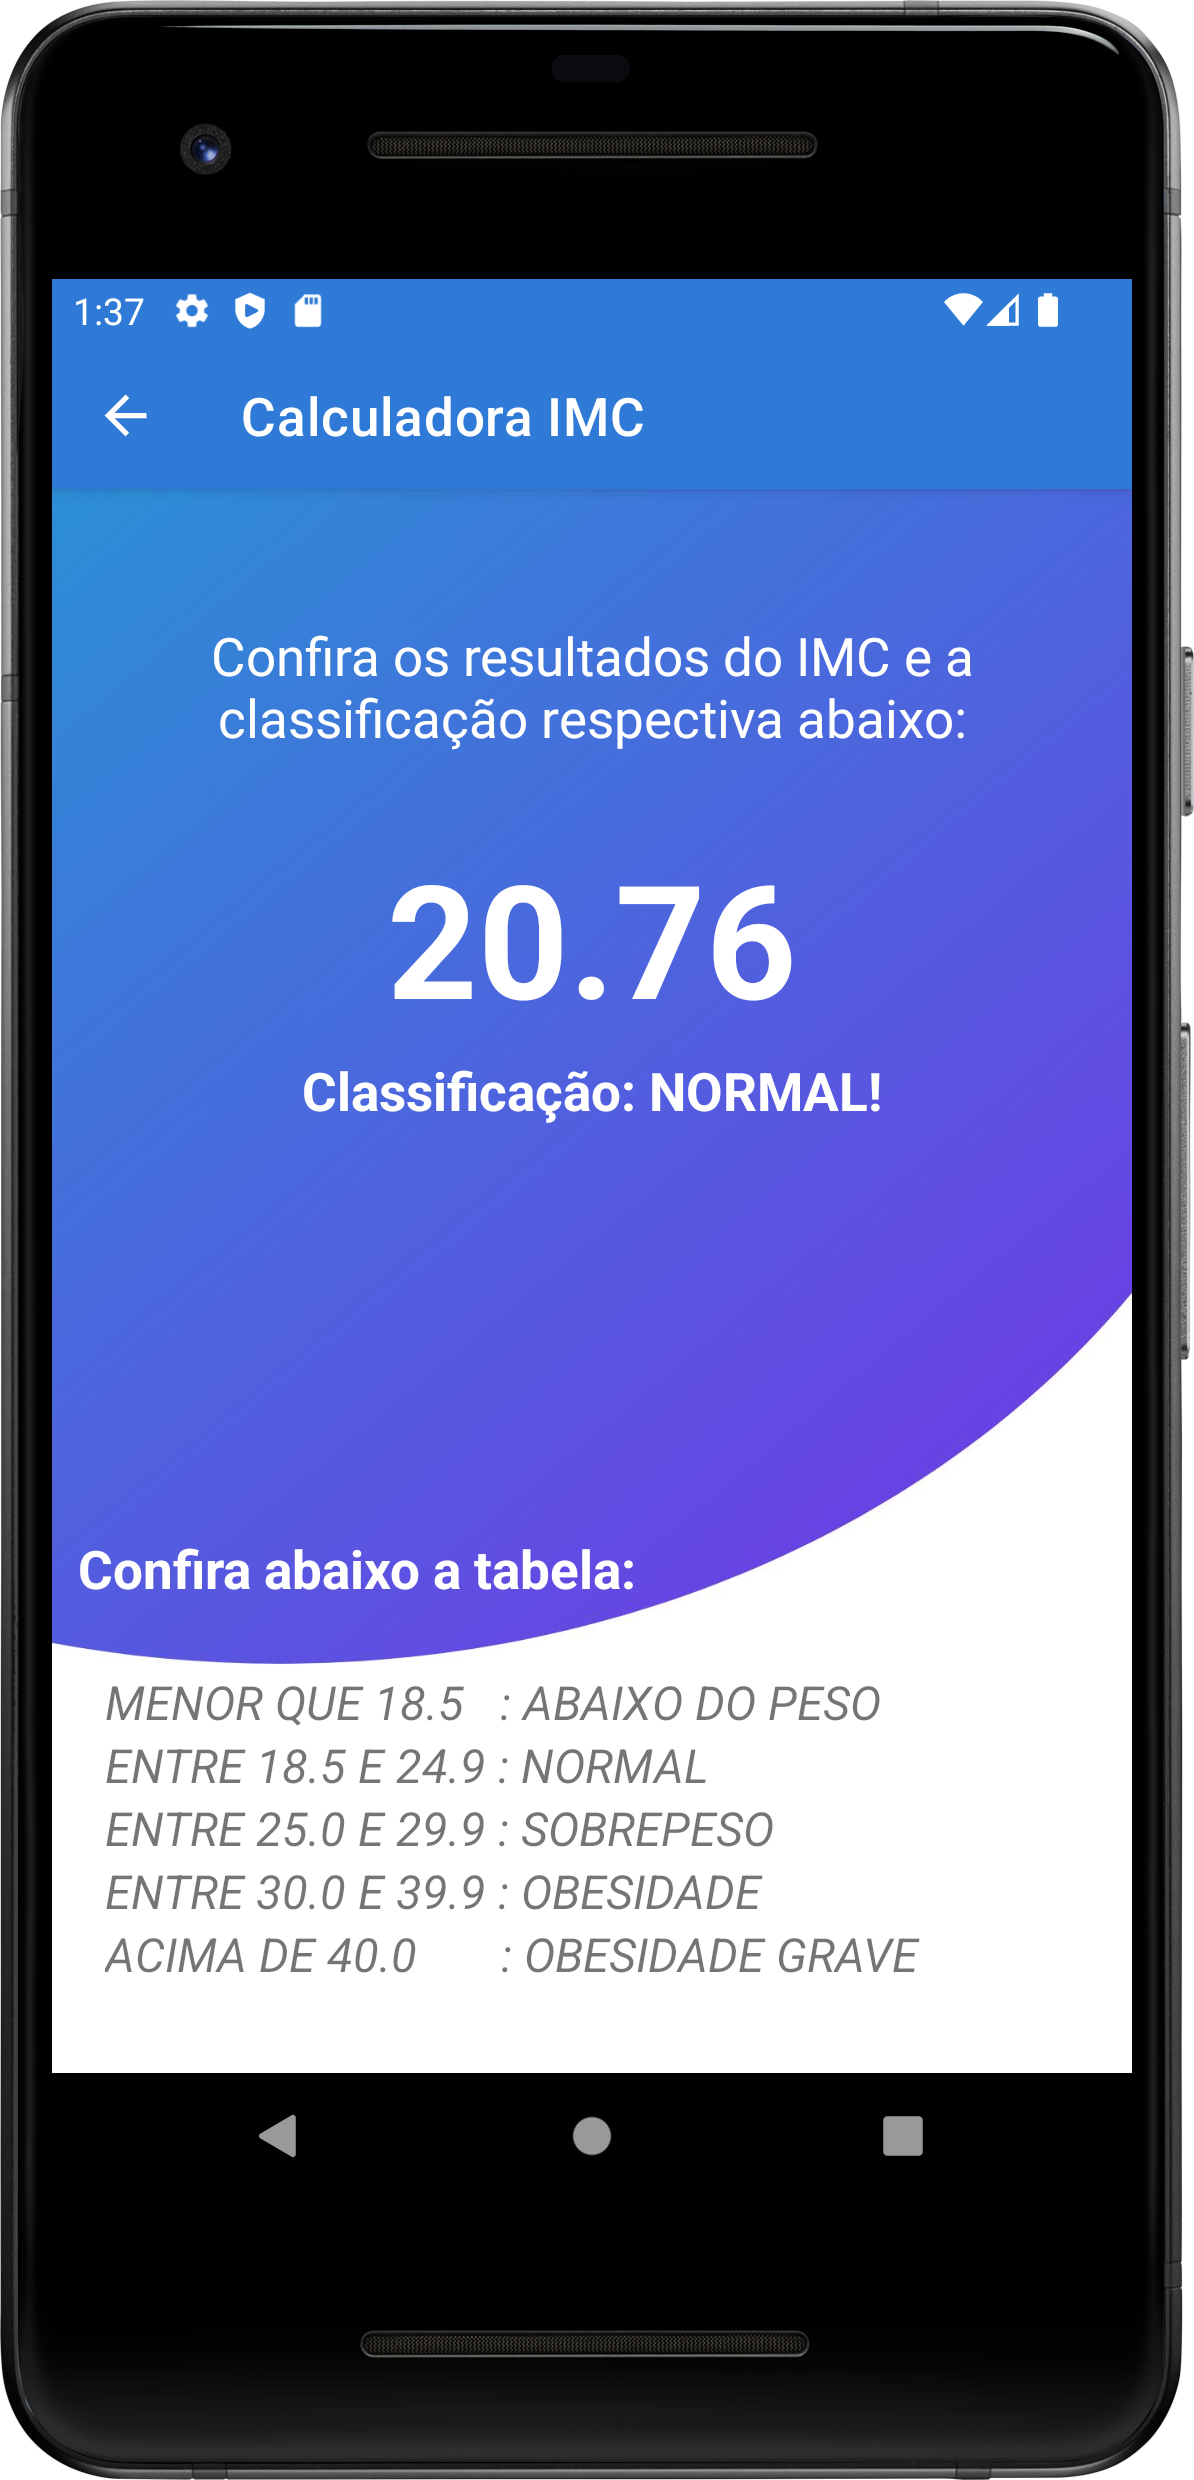 1:37
Calculadora IMC
Confira os resultados do IMC e a
classificação respectiva abaixo:
20.76
Classificação: NORMAL!
Confira abaixo a tabela:
MENOR QUE 18.5 : ABAIXO DO PESO
ENTRE 18.5 E 24.9 : NORMAL
ENTRE 25.0 E 29.9 : SOBREPESO
ENTRE 30.0 E 39.9 : OBESIDADE
ACIMA DE 40.0 : OBESIDADE GRAVE